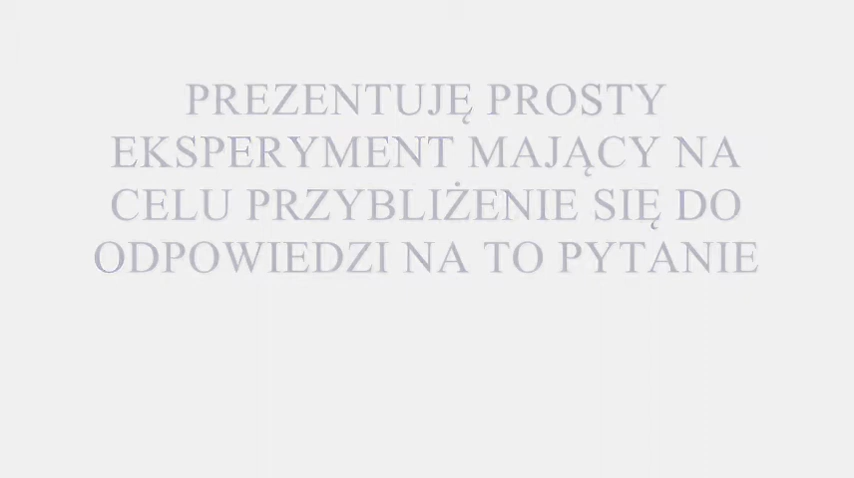 PREZENTUJĘ PROSTY
EKSPERYMENT MAJĄCY NA
CELU PRZYBLIŻENIE SIĘ DO
ODPOWIEDZI NA TO PYTANIE